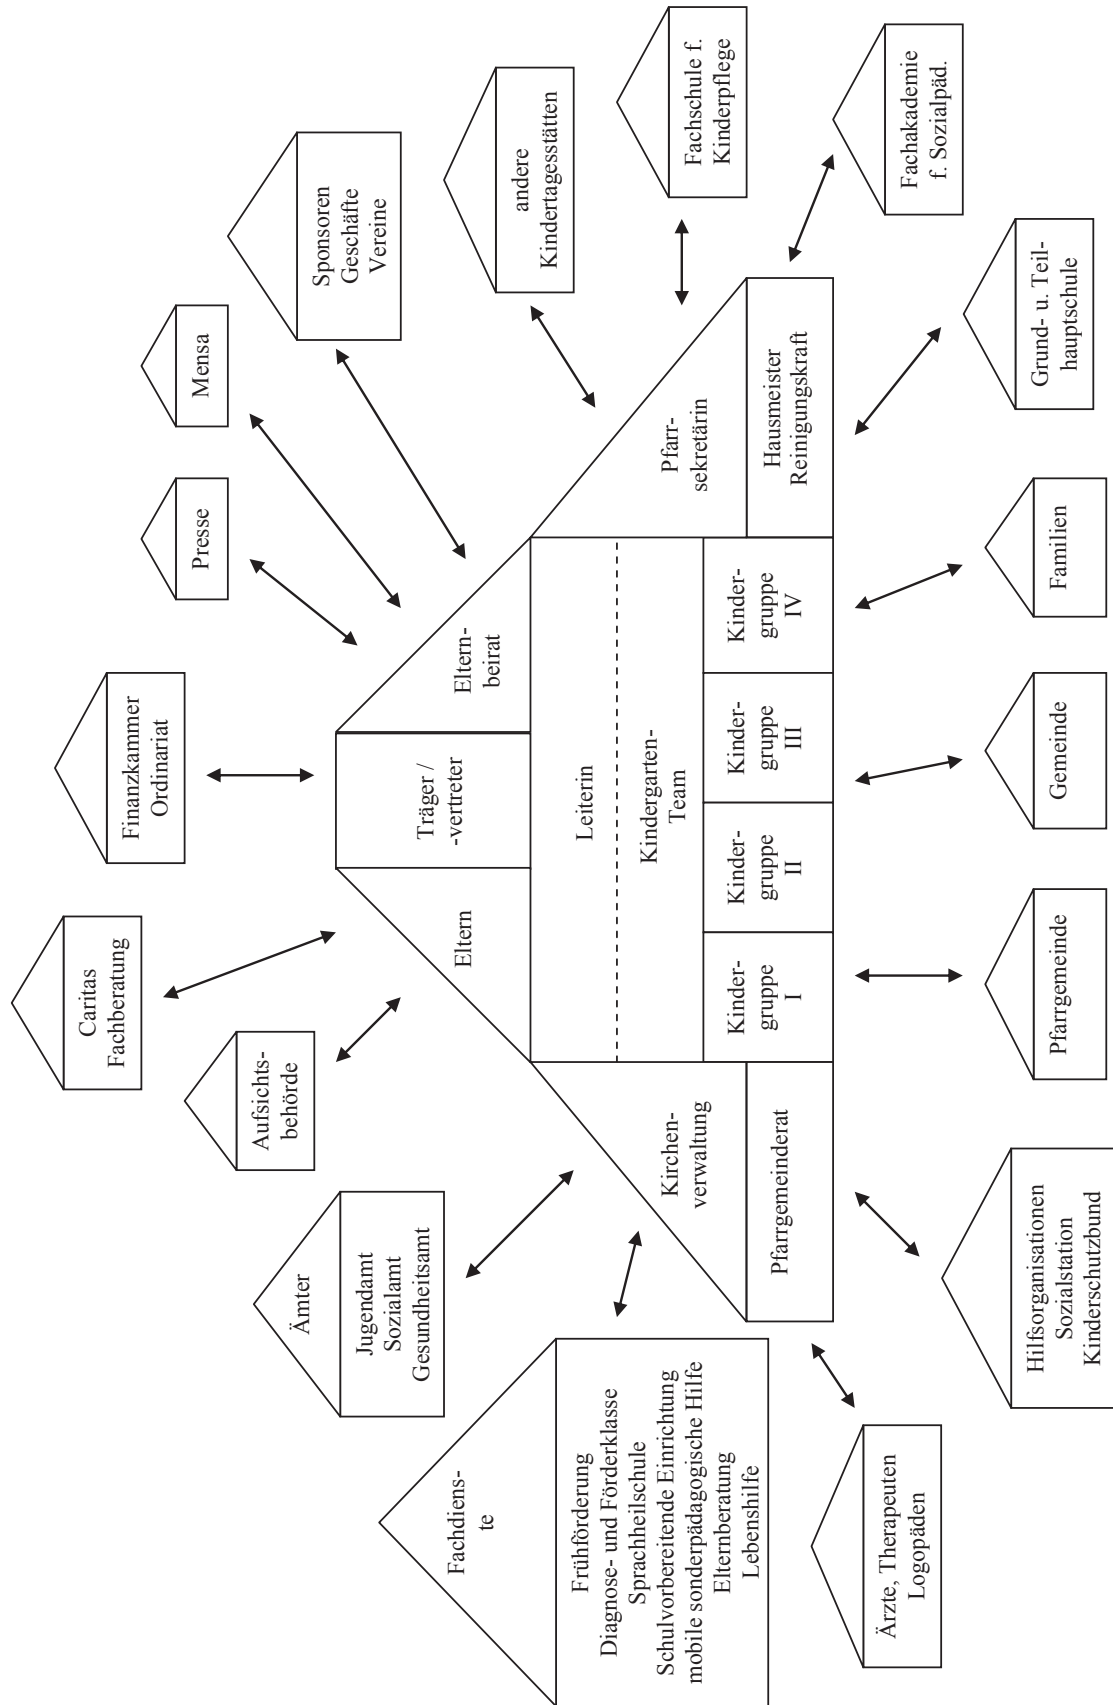 Caritas
Fachberatung
Finanzkammer
Ordinariat
Presse
Mensa
Sponsoren
Geschäfte
Vereine
andere
Kindertagesstätten
Fachschule f.
Kinderpflege
Fachakademie
f. Sozialpäd.
Grund- u. Teil-
hauptschule
Familien
Gemeinde
Pfarrgemeinde
Hilfsorganisationen
Sozialstation
Kinderschutzbund
Ärzte, Therapeuten
Logopäden
Fachdiens-
te
Frühförderung
Diagnose- und Förderklasse
Sprachheilschule
Schulvorbereitende Einrichtung
mobile sonderpädagogische Hilfe
Elternberatung
Lebenshilfe
Ämter
Jugendamt
Sozialamt
Gesundheitsamt
Aufsichts-
behörde
Eltern
Träger /
-vertreter
Eltern-
beirat
Kirchen-
verwaltung
Leiterin
Kindergarten-
Team
Pfarr-
sekretärin
Pfarrgemeinderat
Kinder-
gruppe
I
Kinder-
gruppe
II
Kinder-
gruppe
III
Kinder-
gruppe
IV
Hausmeister
Reinigungskraft